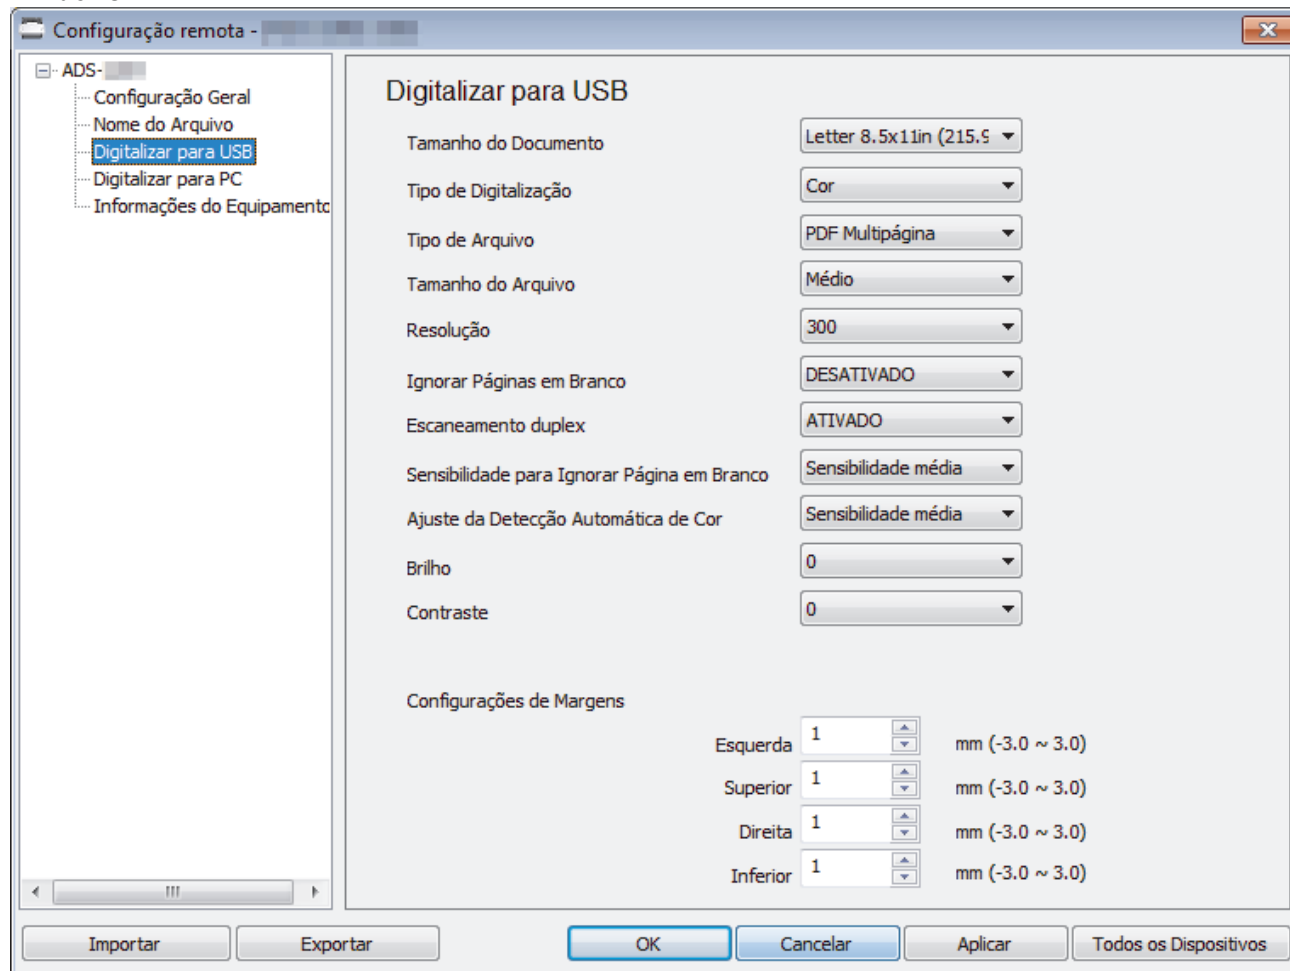 Configuração remota -
ADS-
Configuração Geral
Nome do Arquivo
Digitalizar para USB
Digitalizar para PC
Informações do Equipamento
Digitalizar para USB
Tamanho do Documento Letter 8.5x11in (215.9
Tipo de Digitalização Cor
Tipo de Arquivo PDF Multipágina
Tamanho do Arquivo Médio
Resolução 300
Ignorar Páginas em Branco DESATIVADO
Escaneamento duplex ATIVADO
Sensibilidade para Ignorar Página em Branco Sensibilidade média
Ajuste da Detecção Automática de Cor Sensibilidade média
Brilho 0
Contraste 0
Configurações de Margens
Esquerda 1 mm (-3.0 ~ 3.0)
Superior 1 mm (-3.0 ~ 3.0)
Direita 1 mm (-3.0 ~ 3.0)
Inferior 1 mm (-3.0 ~ 3.0)
Importar Exportar OK Cancelar Aplicar Todos os Dispositivos